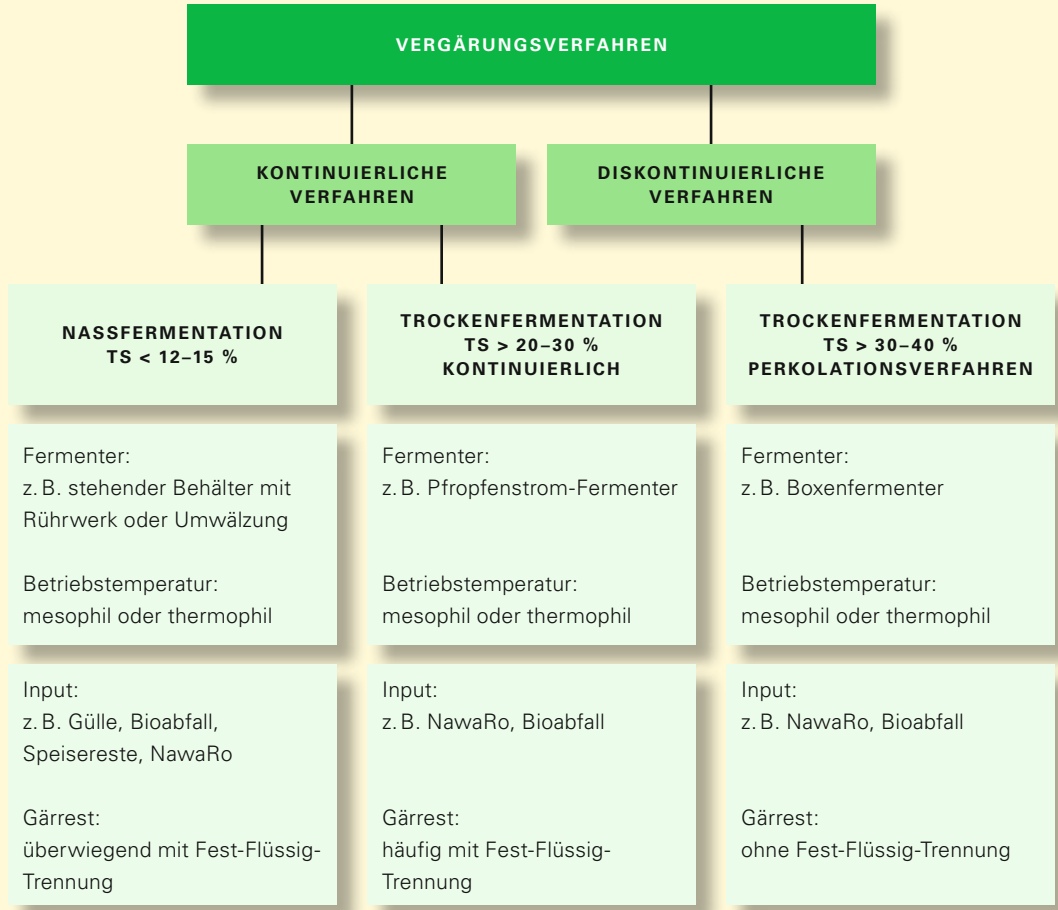 VERGÄRUNGSVERFAHREN
KONTINUIERLICHE
VERFAHREN
DISKONTINUIERLICHE
VERFAHREN
NASSFERMENTATION
TS < 12–15 %
TROCKENFERMENTATION
TS > 20–30 %
KONTINUIERLICH
TROCKENFERMENTATION
TS > 30–40 %
PERKOLATIONSVERFAHREN
Fermenter:
z. B. stehender Behälter mit
Rührwerk oder Umwälzung
Betriebstemperatur:
mesophil oder thermophil
Fermenter:
z. B. Pfropfenstrom-Fermenter
Betriebstemperatur:
mesophil oder thermophil
Fermenter:
z. B. Boxenfermenter
Betriebstemperatur:
mesophil oder thermophil
Input:
z. B. Gülle, Bioabfall,
Speisereste, NawaRo
Gärrest:
überwiegend mit Fest-Flüssig-
Trennung
Input:
z. B. NawaRo, Bioabfall
Gärrest:
häufig mit Fest-Flüssig-
Trennung
Input:
z. B. NawaRo, Bioabfall
Gärrest:
ohne Fest-Flüssig-Trennung